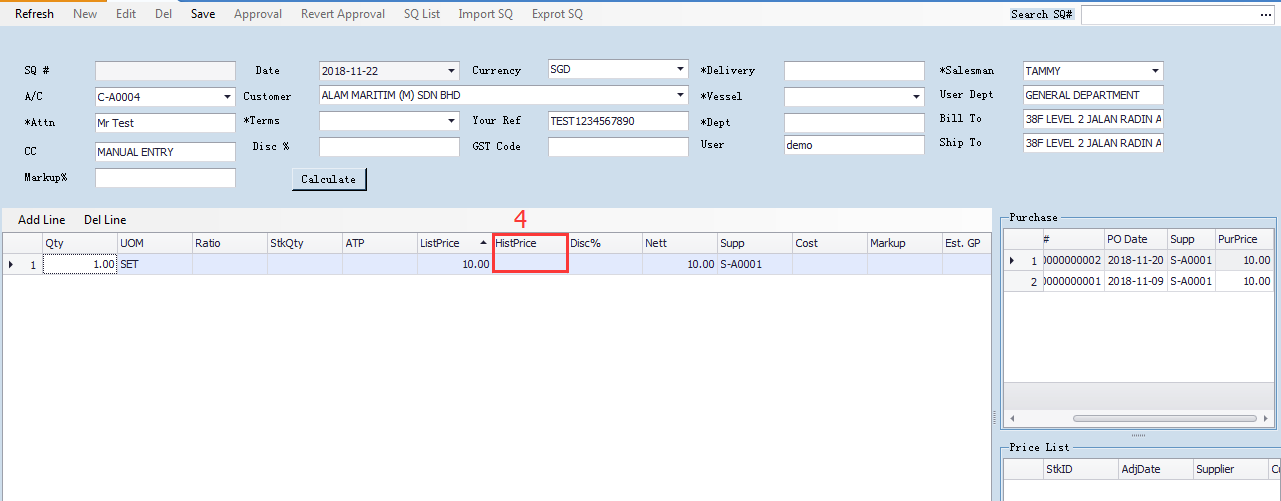 Refresh New Edit Del Save Approval Revert Approval SQ List Import SQ Exprot SQ Search SQ# ...
SQ # Date 2018-11-22 Currency SGD *Delivery *Salesman TAMMY
A/C C-A0004 Customer ALAM MARITIM (M) SDN BHD *Vessel User Dept GENERAL DEPARTMENT
*Attn Mr Test *Terms Your Ref TEST1234567890 *Dept Bill To 38F LEVEL 2 JALAN RADIN A
CC MANUAL ENTRY Disc % GST Code User demo Ship To 38F LEVEL 2 JALAN RADIN A
Markup% Calculate
Add Line Del Line 4
Qty UOM Ratio StkQty ATP ListPrice HistPrice Disc% Nett Supp Cost Markup Est. GP
1 1.00 SET 10.00 10.00 S-A0001
Purchase
# PO Date Supp PurPrice
1 0000000002 2018-11-20 S-A0001 10.00
2 0000000001 2018-11-09 S-A0001 10.00
Price List
StkID AdjDate Supplier